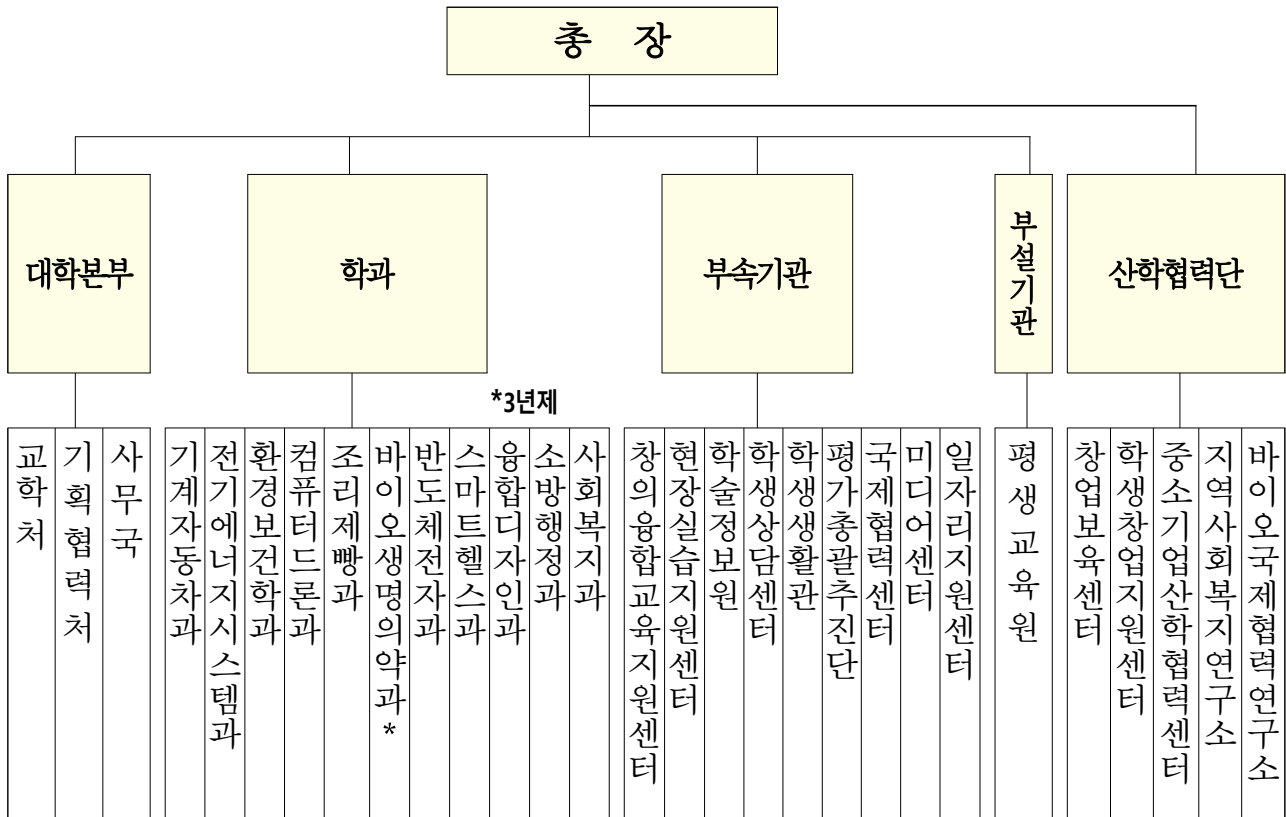 총 장
대학본부
학과
부속기관
부설기관
산학협력단
*3년제
교학처
기획협력처
사무국
기계자동차과
전기에너지시스템과
환경보건학과
컴퓨터드론과
조리제빵과
바이오생명의약과*
반도체전자과
스마트헬스과
융합디자인과
소방행정과
사회복지과
창의융합교육지원센터
현장실습지원센터
학술정보원
학생상담센터
학생생활관
평가총괄추진단
국제협력센터
미디어센터
일자리지원센터
평생교육원
창업보육센터
학생창업지원센터
중소기업산학협력센터
지역사회복지연구소
바이오국제협력연구소